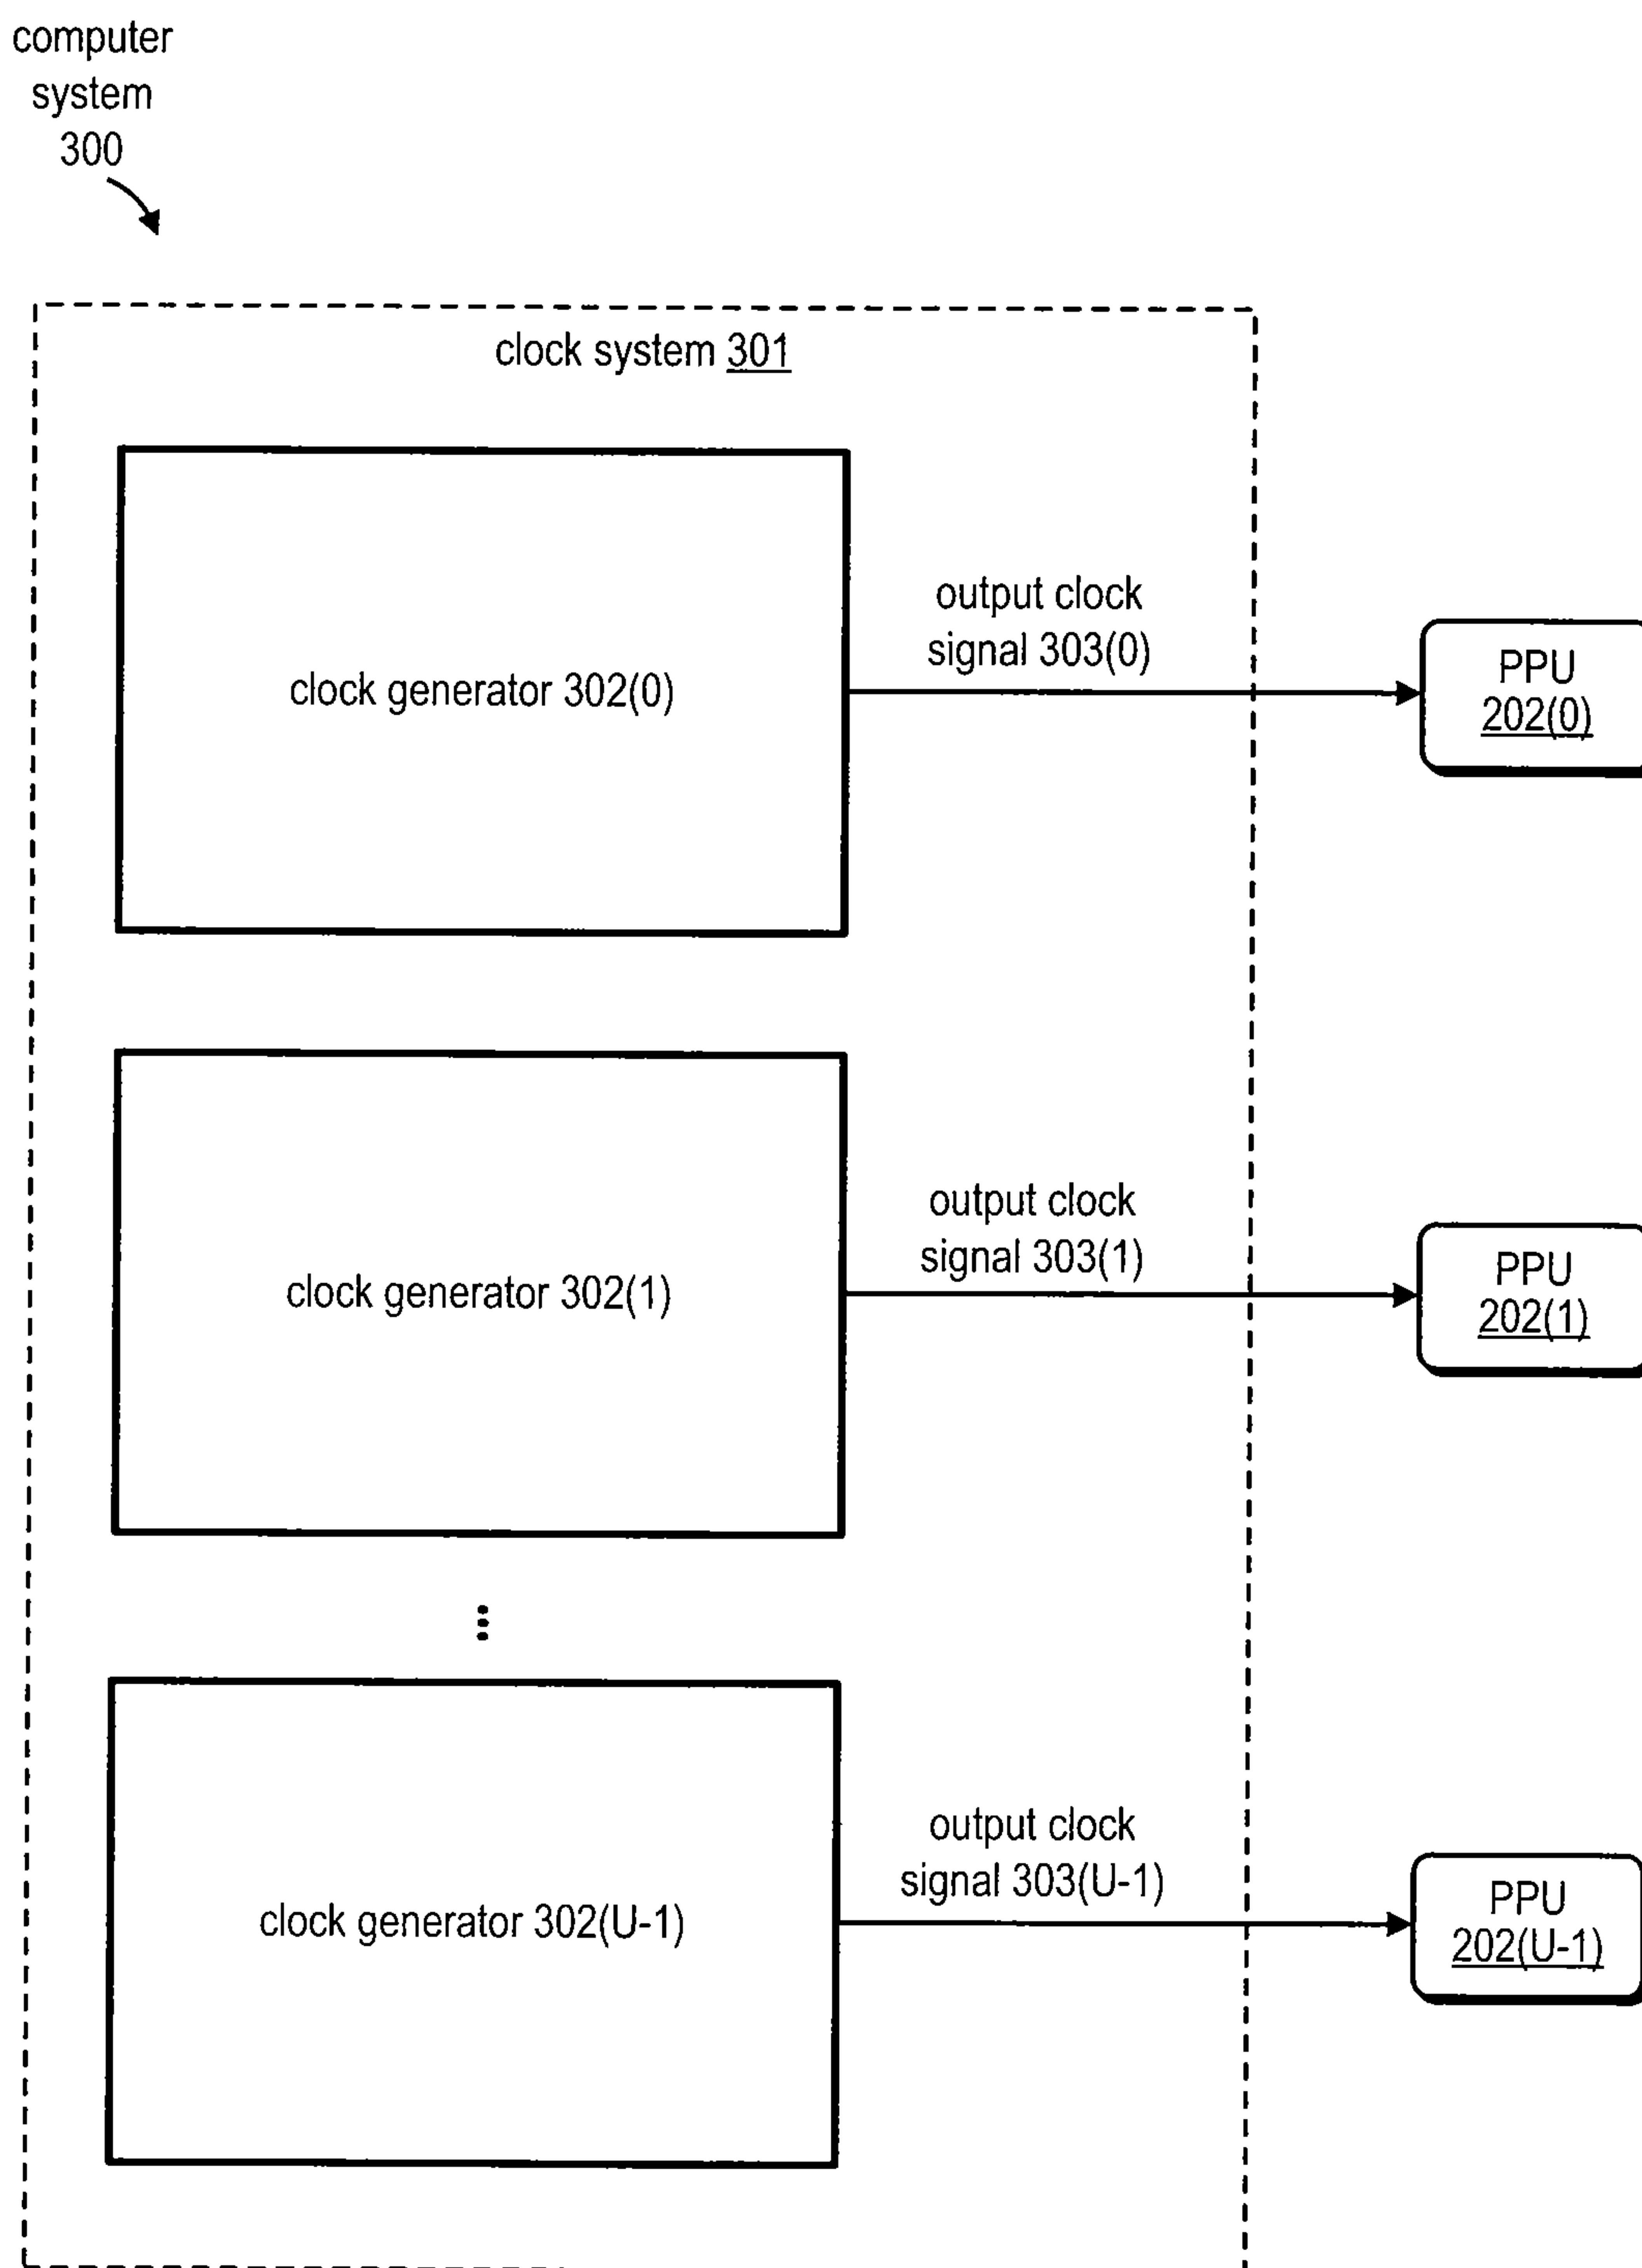 computer
system
300
clock system 301
output clock
signal 303(0)
clock generator 302(0)
PPU
202(0)
output clock
signal 303(1)
clock generator 302(1)
PPU
202(1)
output clock
signal 303(U-1)
clock generator 302(U-1)
PPU
202(U-1)